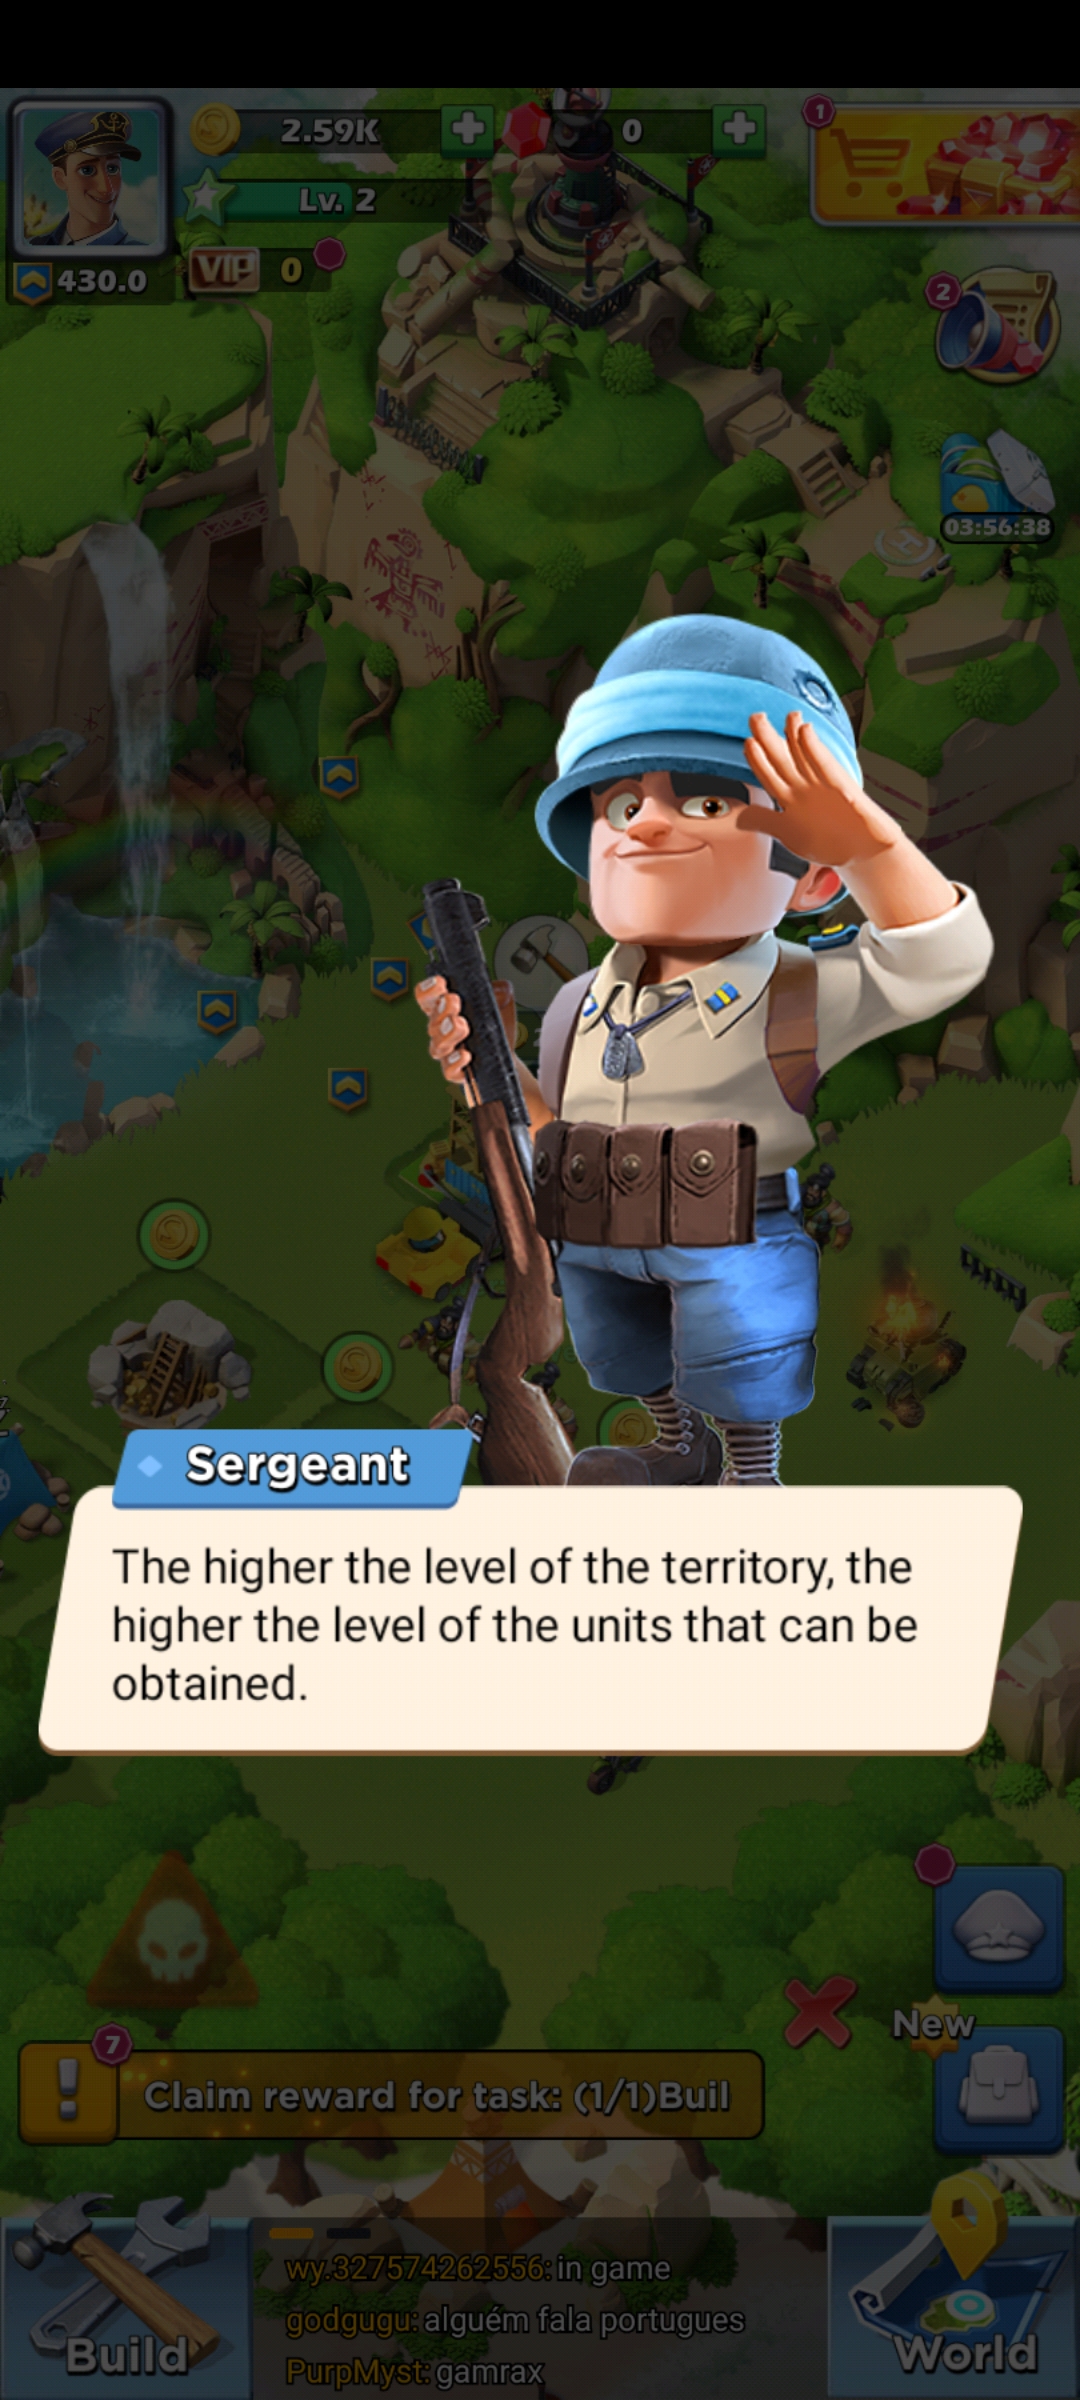 2.59K
0
1
Lv. 2
430.0
VIP 0
2
03:56:38
Sergeant
The higher the level of the territory, the
higher the level of the units that can be
obtained.
7
Claim reward for task: (1/1)Buil
New
wy.327574262556: in game
godgugu: alguém fala portugues
PurpMyst: gamrax
Build
World